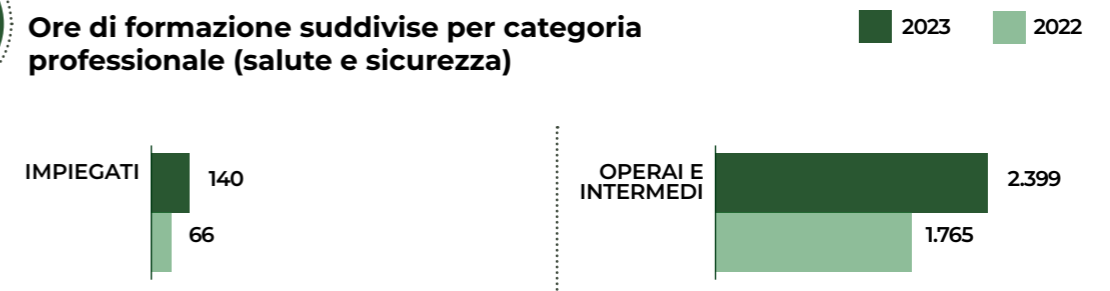 Ore di formazione suddivise per categoria
professionale (salute e sicurezza)
2023
2022
IMPIEGATI
140
66
OPERAI E
INTERMEDI
2.399
1.765